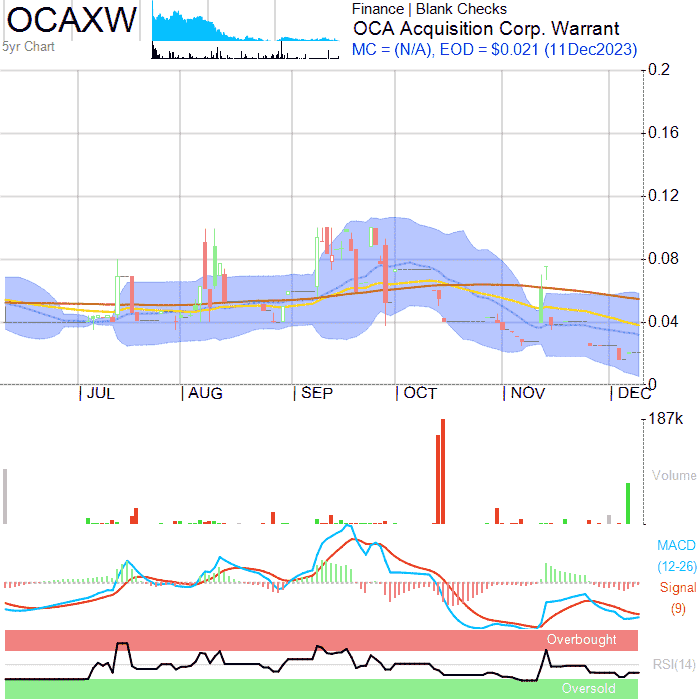 OCAXW
5yr Chart
Finance | Blank Checks
OCA Acquisition Corp. Warrant
MC = (N/A), EOD = $0.021 (11Dec2023)
0.2
0.16
0.12
0.08
0.04
0
JUL AUG SEP OCT NOV DEC
187k
Volume
MACD
(12-26)
Signal
(9)
Overbought
RSI(14)
Oversold